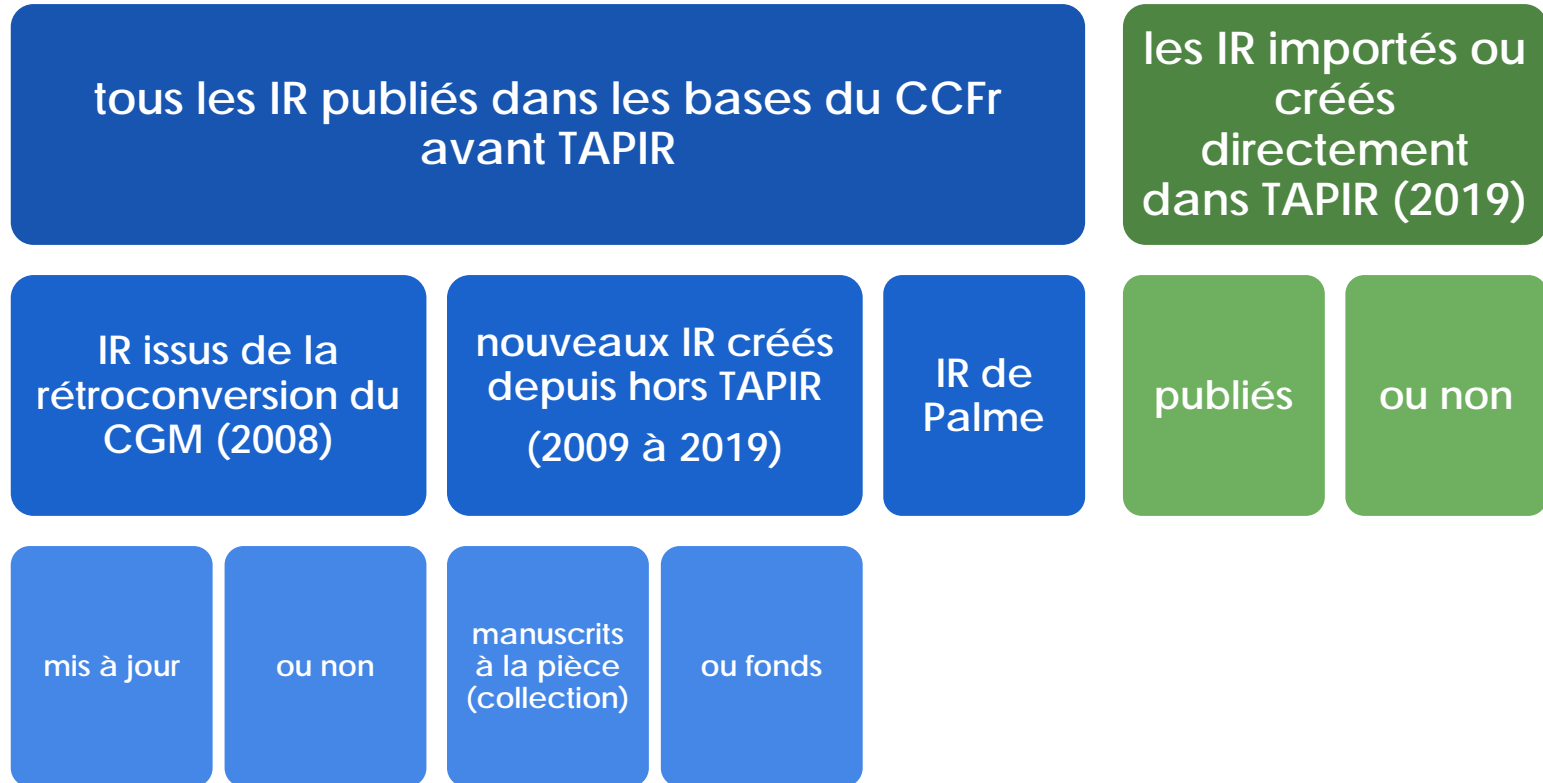 tous les IR publiés dans les bases du CCFr
avant TAPIR
les IR importés ou
créés
directement
dans TAPIR (2019)
IR issus de la
rétroconversion du
CGM (2008)
nouveaux IR créés
depuis hors TAPIR
(2009 à 2019)
IR de
Palme
publiés
ou non
mis à jour
ou non
manuscrits
à la pièce
(collection)
ou fonds